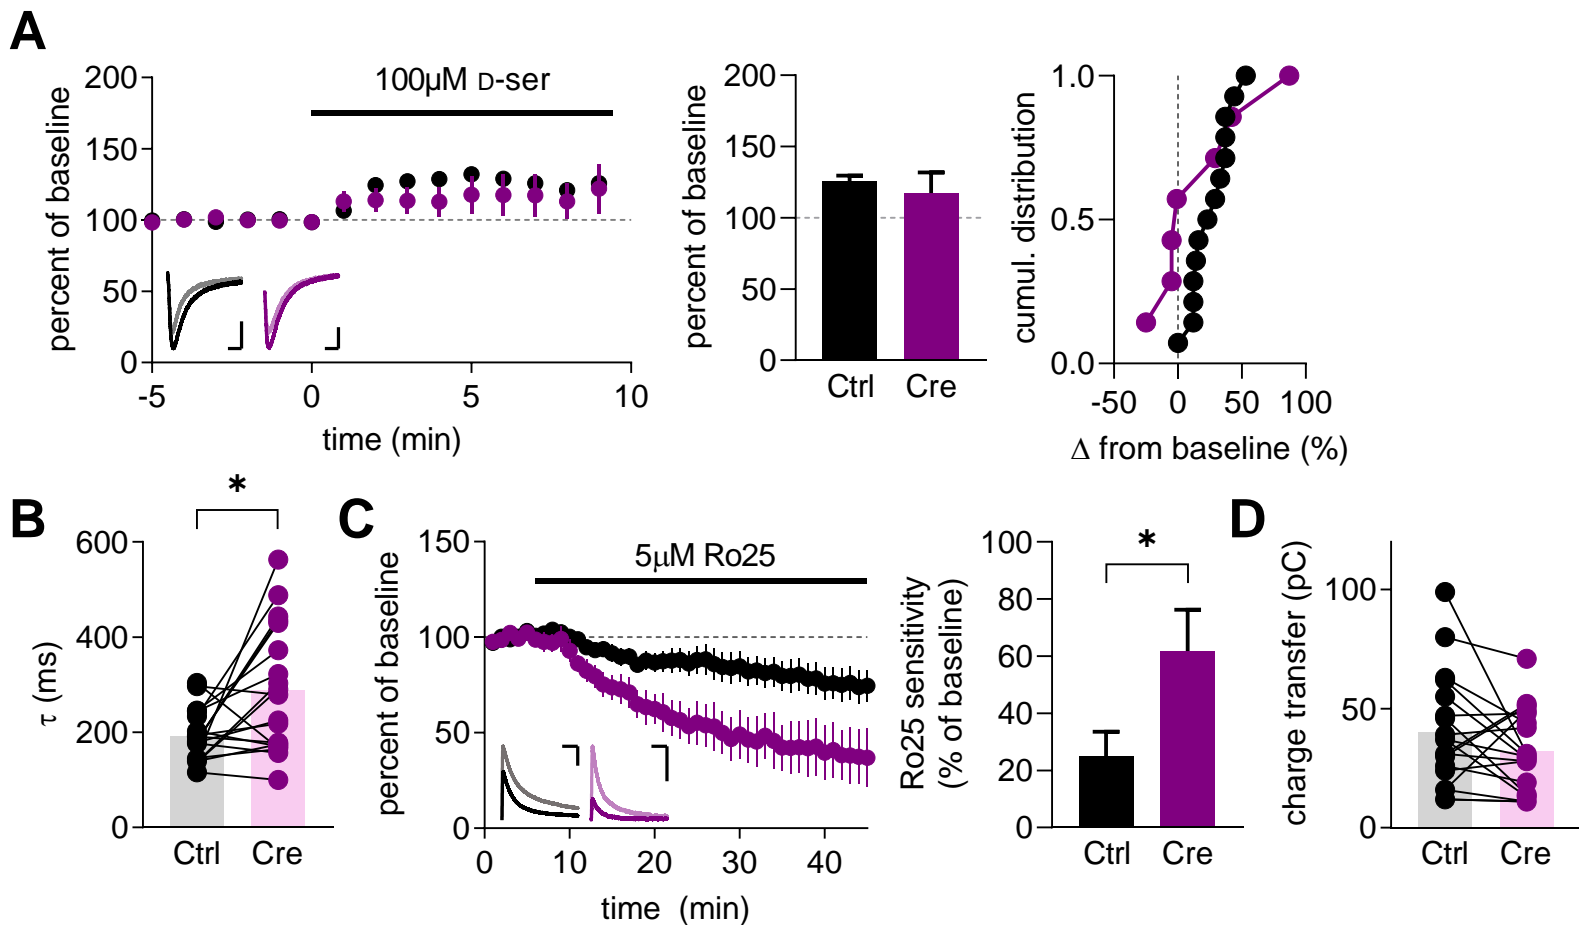 A
percent of baseline
200
150
100
50
0
100µM D-ser
-5
0
5
10
time (min)
percent of baseline
200
150
100
50
0
Ctrl
Cre
cumul. distribution
1.0
0.5
0.0
-50
0
50
100
Δ from baseline (%)
B
τ (ms)
600
400
200
0
*
Ctrl
Cre
C
percent of baseline
150
100
50
0
5μM Ro25
0
10
20
30
40
time (min)
Ro25 sensitivity
(% of baseline)
100
80
60
40
20
0
*
Ctrl
Cre
D
charge transfer (pC)
100
50
0
Ctrl
Cre